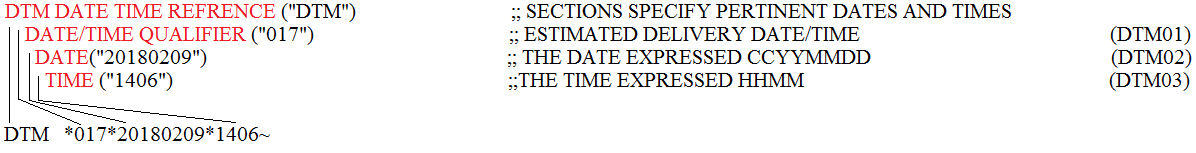 DTM DATE TIME REFRENCE ("DTM") ;; SECTIONS SPECIFY PERTINENT DATES AND TIMES
DATE/TIME QUALIFIER ("017") ;; ESTIMATED DELIVERY DATE/TIME (DTM01)
DATE("20180209") ;; THE DATE EXPRESSED CCYYMMDD (DTM02)
TIME ("1406") ;;THE TIME EXPRESSED HHMM (DTM03)
DTM *017*20180209*1406~